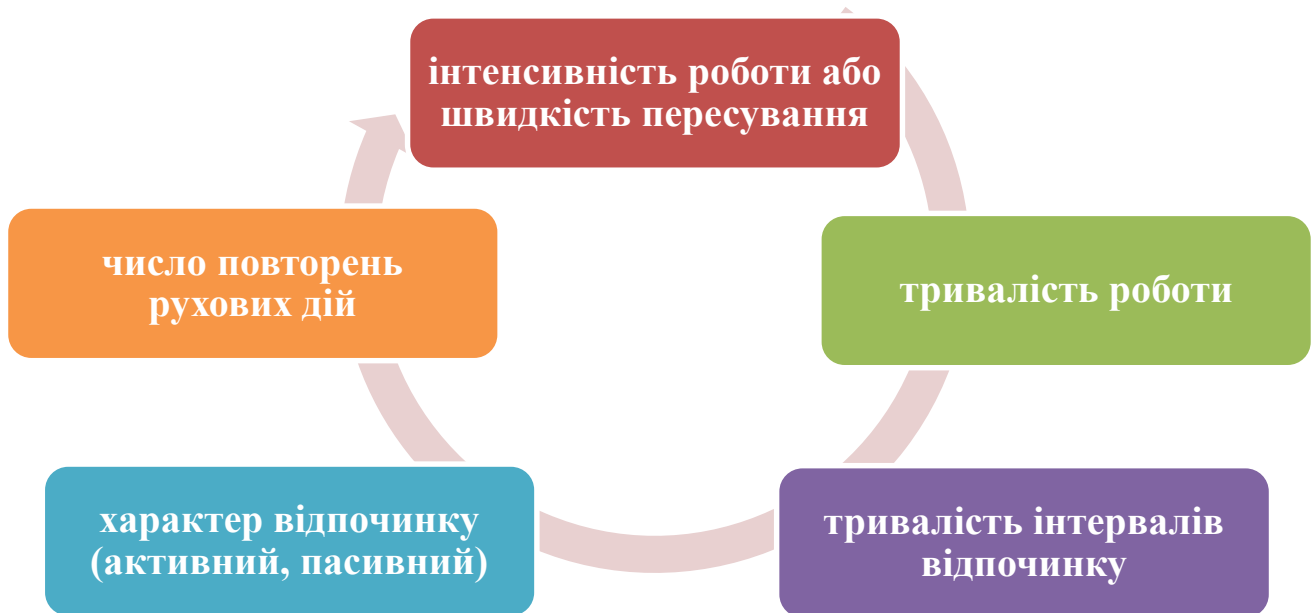 інтенсивність роботи або
швидкість пересування
тривалість роботи
тривалість інтервалів
відпочинку
характер відпочинку
(активний, пасивний)
число повторень
рухових дій